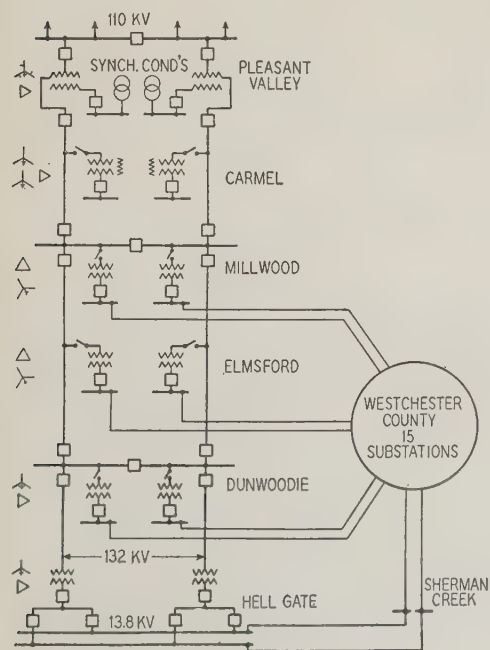 110 KV
SYNCH. COND'S
PLEASANT
VALLEY
CARMEL
MILLWOOD
ELMSFORD
WESTCHESTER
COUNTY
15
SUBSTATIONS
DUNWOODIE
132 KV
HELL GATE
SHERMAN
CREEK
13.8 KV